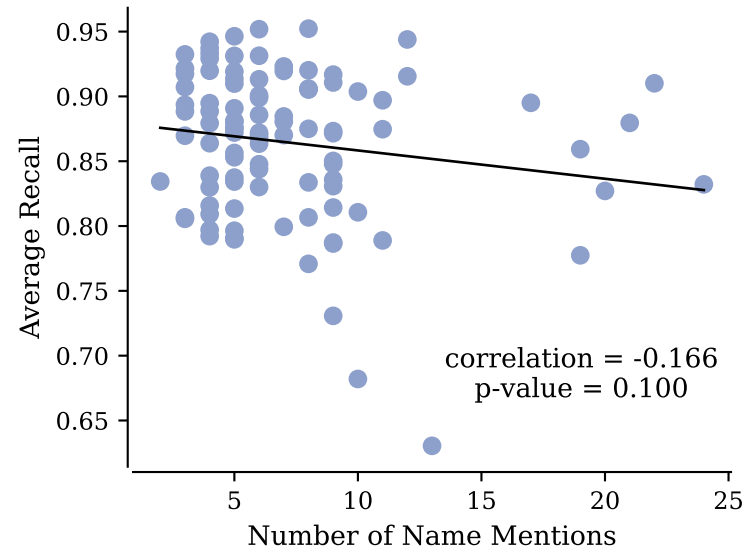 0.95
0.90
0.85
0.80
0.75
0.70
0.65
Average Recall
correlation = -0.166
p-value = 0.100
5 10 15 20 25
Number of Name Mentions